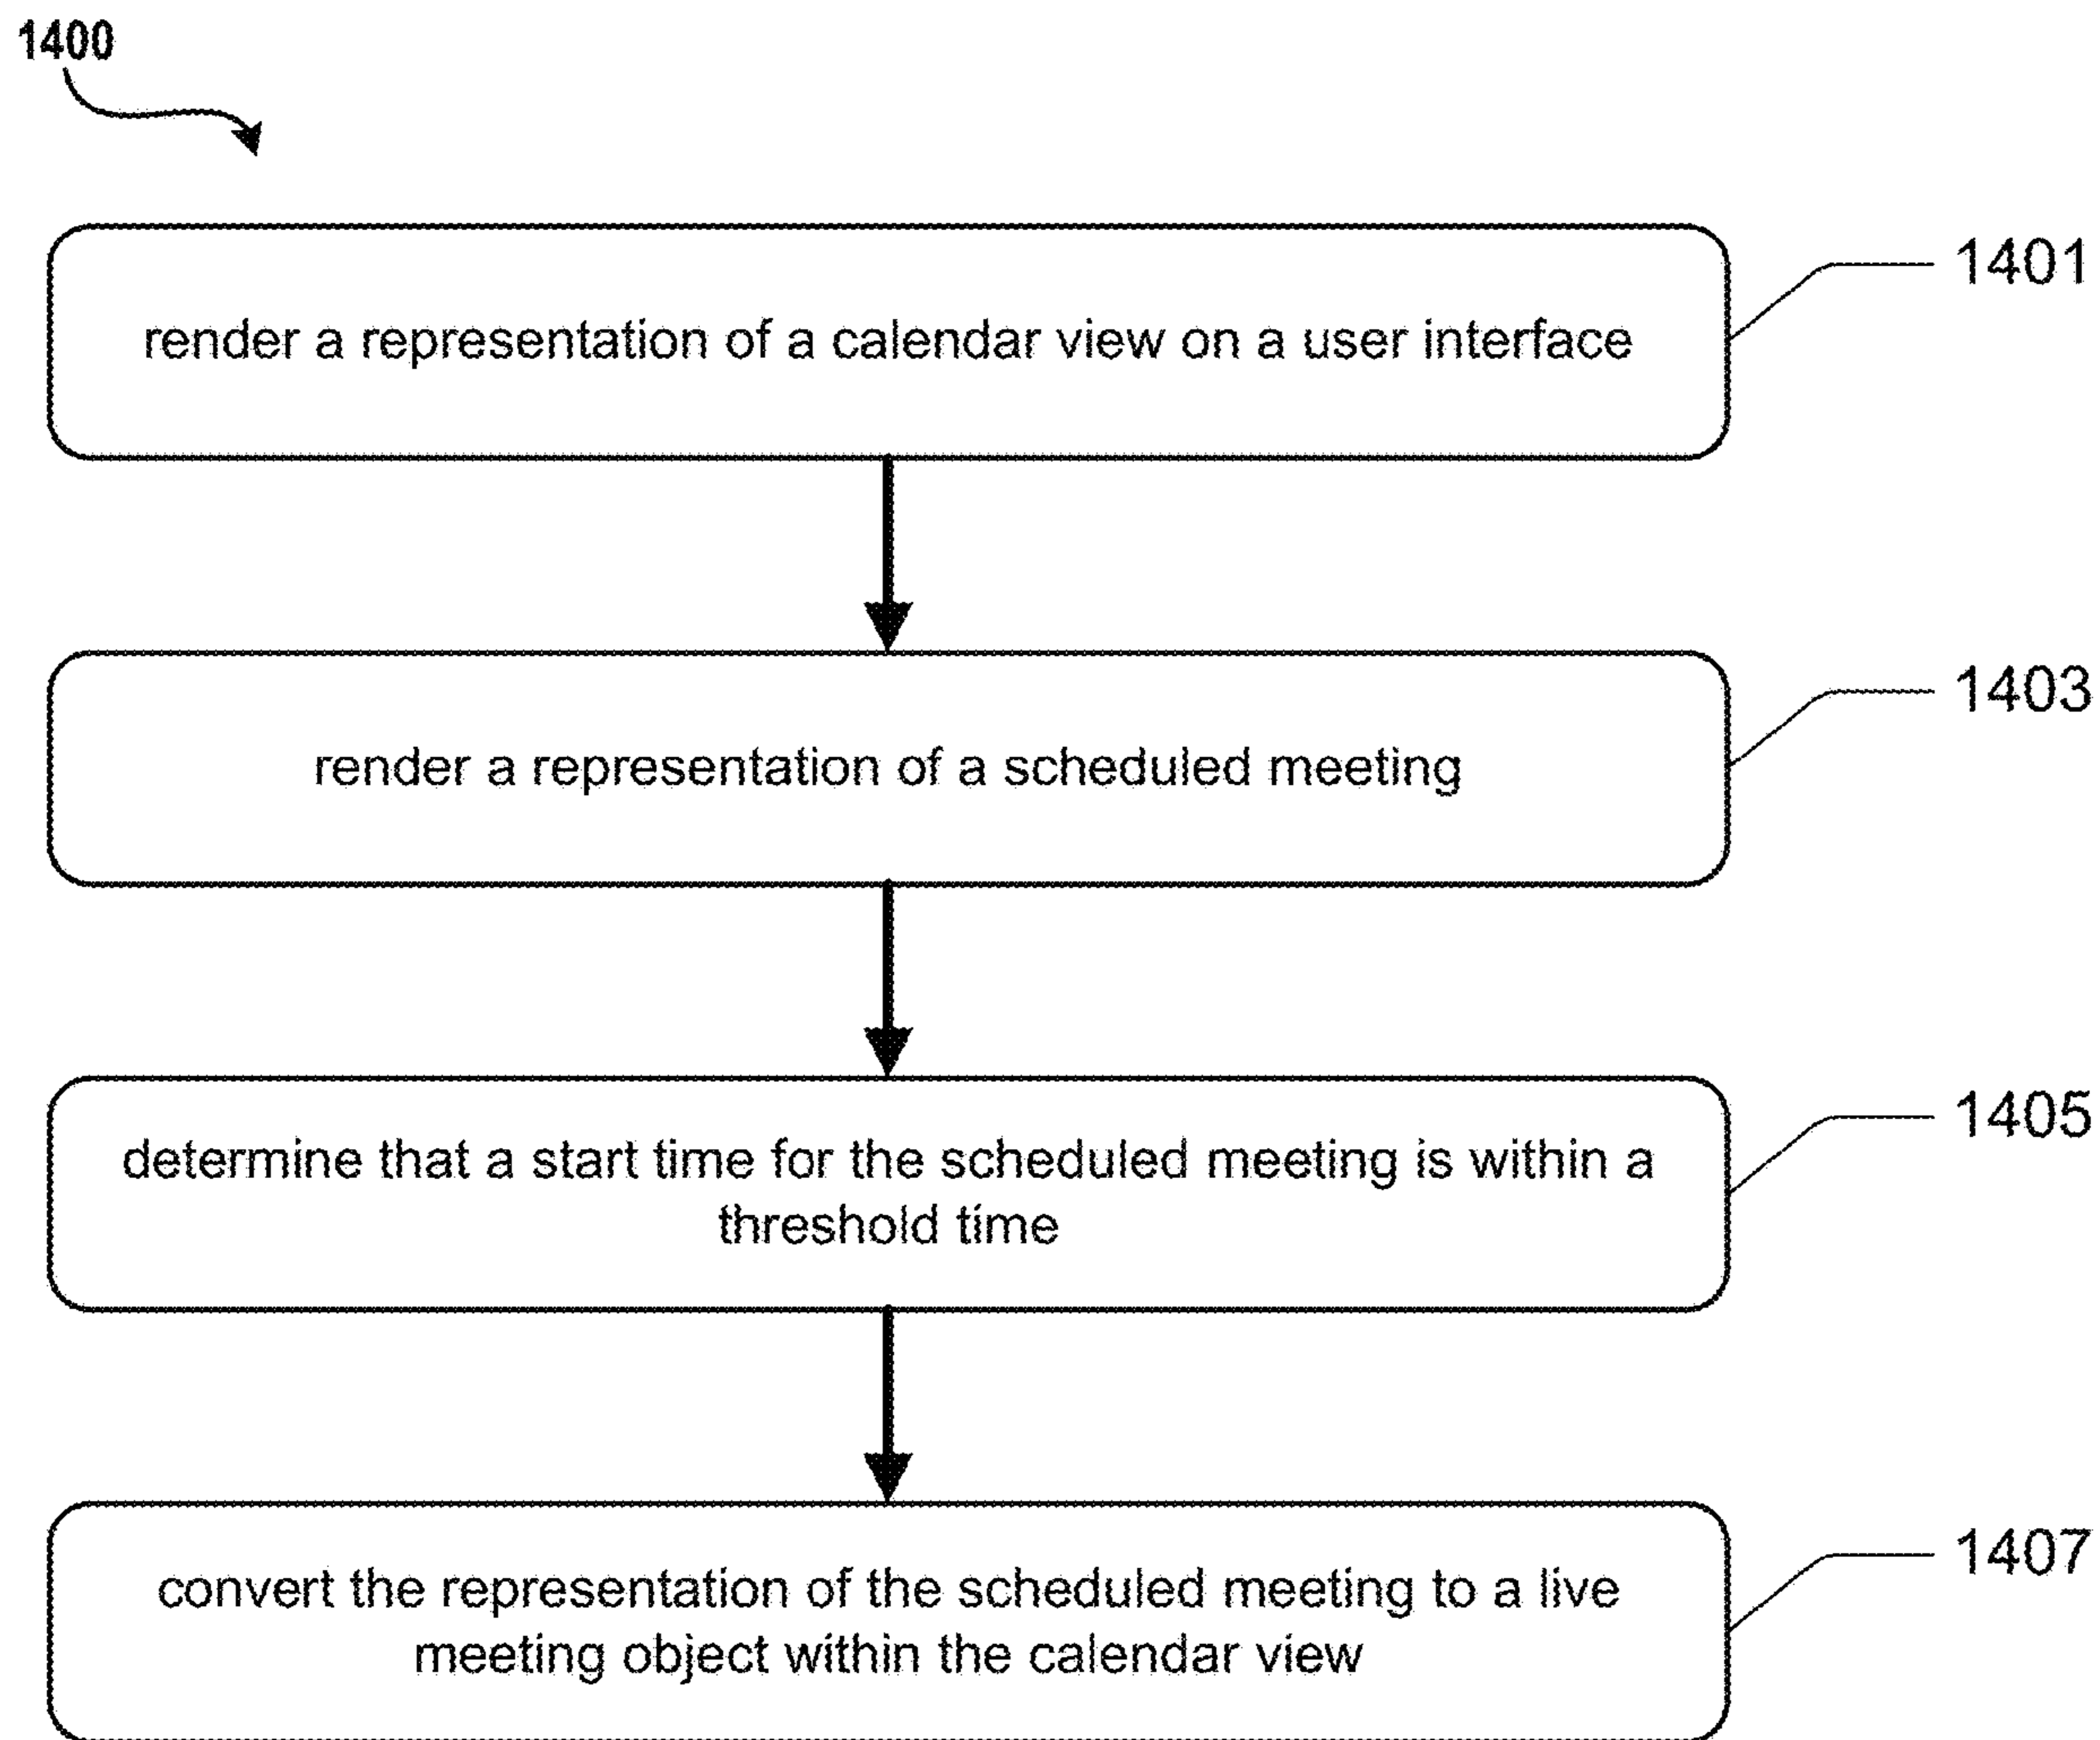 1400
render a representation of a calendar view on a user interface
1401
render a representation of a scheduled meeting
1403
determine that a start time for the scheduled meeting is within a
threshold time
1405
convert the representation of the scheduled meeting to a live
meeting object within the calendar view
1407